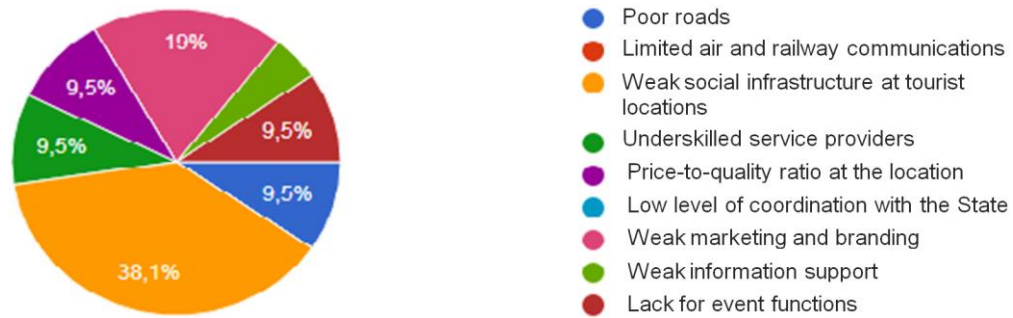 19%
9,5%
9,5%
9,5%
9,5%
38,1%
Poor roads
Limited air and railway communications
Weak social infrastructure at tourist
locations
Underskilled service providers
Price-to-quality ratio at the location
Low level of coordination with the State
Weak marketing and branding
Weak information support
Lack for event functions